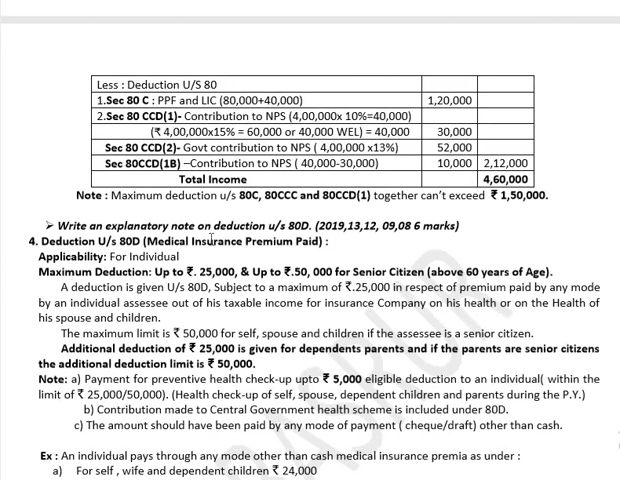 Less : Deduction U/S 80
1.Sec 80 C : PPF and LIC (80,000+40,000) 1,20,000
2.Sec 80 CCD(1)- Contribution to NPS (4,00,000x 10%=40,000)
(₹ 4,00,000x15% = 60,000 or 40,000 WEL) = 40,000 30,000
Sec 80 CCD(2)- Govt contribution to NPS ( 4,00,000 x13%) 52,000
Sec 80CCD(1B) –Contribution to NPS ( 40,000-30,000) 10,000 2,12,000
Total Income 4,60,000
Note : Maximum deduction u/s 80C, 80CCC and 80CCD(1) together can't exceed ₹ 1,50,000.
➢ Write an explanatory note on deduction u/s 80D. (2019,13,12, 09,08 6 marks)
4. Deduction U/s 80D (Medical Insurance Premium Paid) :
Applicability: For Individual
Maximum Deduction: Up to ₹. 25,000, & Up to ₹.50, 000 for Senior Citizen (above 60 years of Age).
A deduction is given U/s 80D, Subject to a maximum of ₹.25,000 in respect of premium paid by any mode
by an individual assessee out of his taxable income for insurance Company on his health or on the Health of
his spouse and children.
The maximum limit is ₹ 50,000 for self, spouse and children if the assessee is a senior citizen.
Additional deduction of ₹ 25,000 is given for dependents parents and if the parents are senior citizens
the additional deduction limit is ₹ 50,000.
Note: a) Payment for preventive health check-up upto ₹ 5,000 eligible deduction to an individual( within the
limit of ₹ 25,000/50,000). (Health check-up of self, spouse, dependent children and parents during the P.Y.)
b) Contribution made to Central Government health scheme is included under 80D.
c) The amount should have been paid by any mode of payment ( cheque/draft) other than cash.
Ex : An individual pays through any mode other than cash medical insurance premia as under :
a) For self , wife and dependent children ₹ 24,000